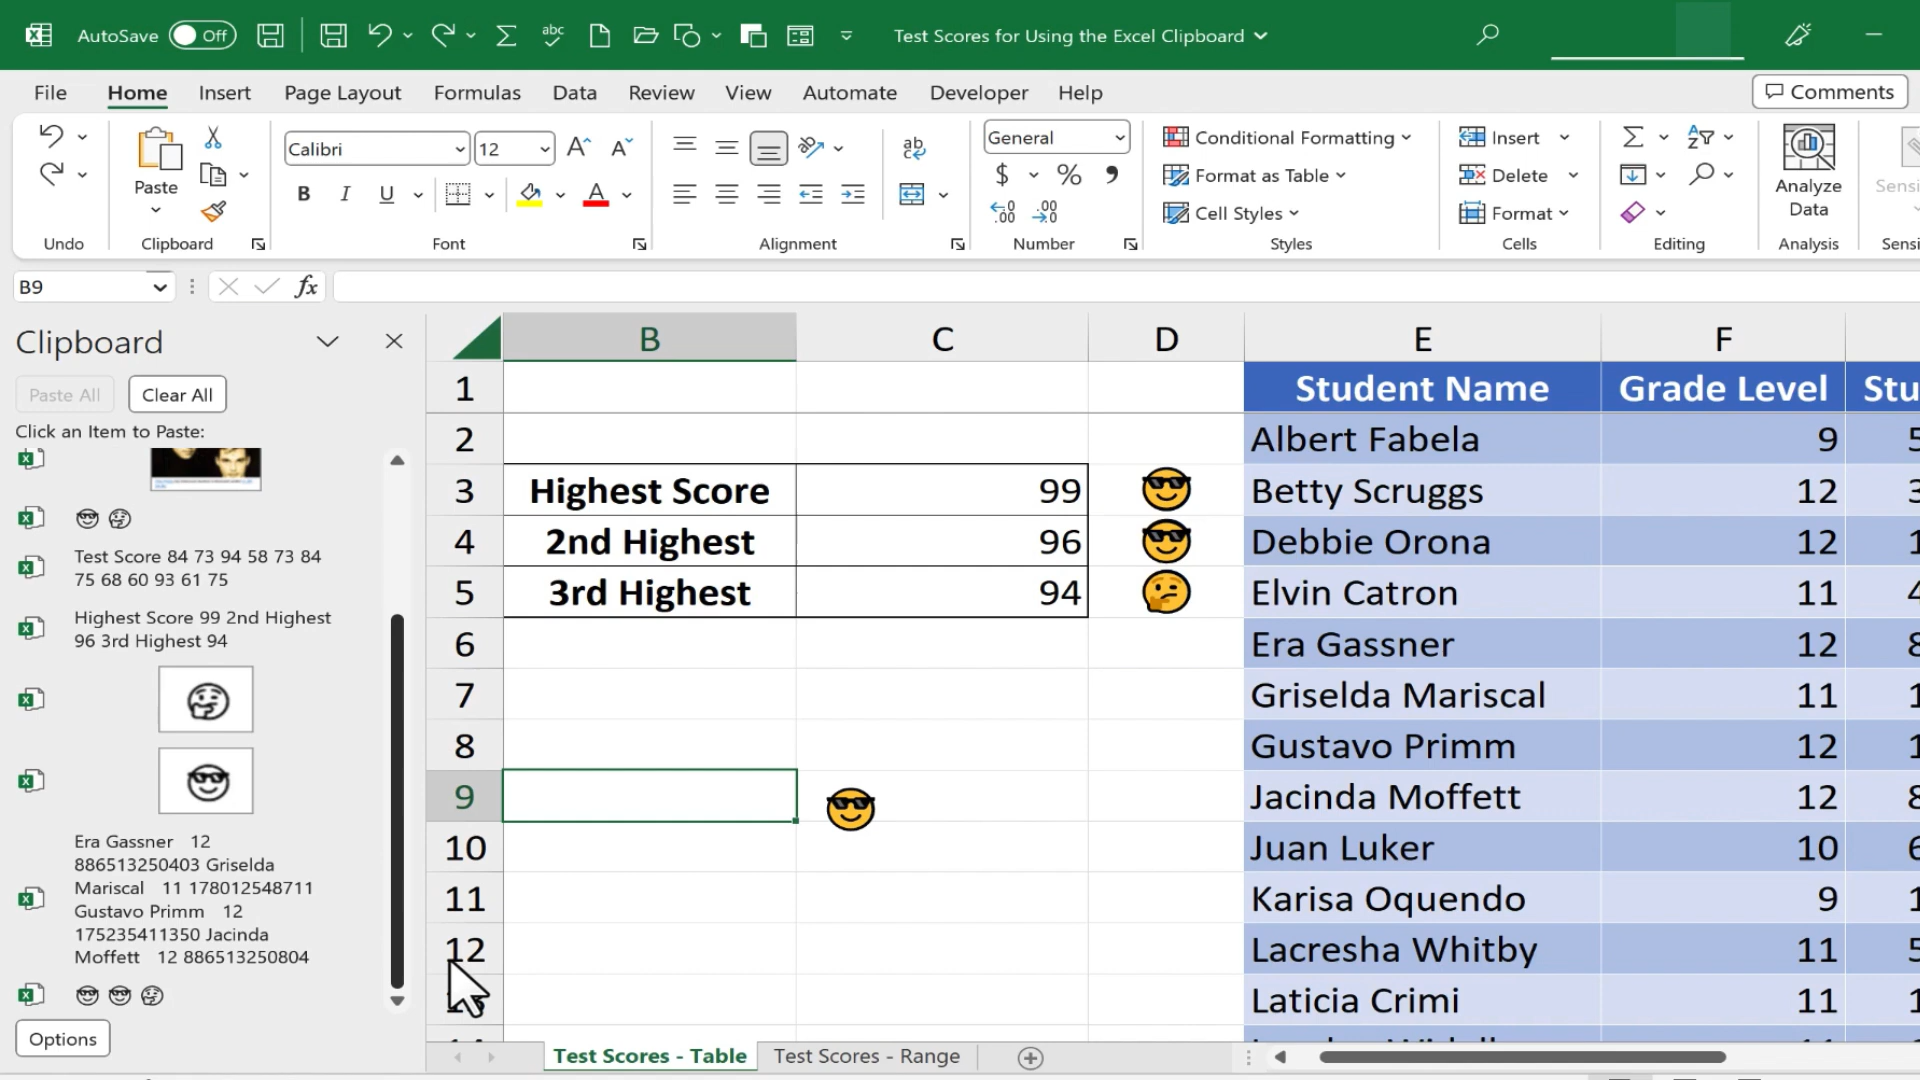 AutoSave Off Test Scores for Using the Excel Clipboard
File Home Insert Page Layout Formulas Data Review View Automate Developer Help Comments
Paste
Calibri 12
B I U A
ab
General
$ %
Conditional Formatting
Format as Table
Cell Styles
Insert
Delete
Format
Analyze
Data
Undo Clipboard Font Alignment Number Styles Cells Editing Analysis Sensi
B9 fx
Clipboard
Paste All Clear All
Click an Item to Paste:
😎 🤔
Test Score 84 73 94 58 73 84
75 68 60 93 61 75
Highest Score 99 2nd Highest
96 3rd Highest 94
Era Gassner 12
886513250403 Griselda
Mariscal 11 178012548711
Gustavo Primm 12
175235411350 Jacinda
Moffett 12 886513250804
😎 😎 🤔
Options
B C D E F
1 Student Name Grade Level Stu
2 Albert Fabela 9 5
3 Highest Score 99 😎 Betty Scruggs 12 3
4 2nd Highest 96 😎 Debbie Orona 12 1
5 3rd Highest 94 🤔 Elvin Catron 11 4
6 Era Gassner 12 8
7 Griselda Mariscal 11 1
8 Gustavo Primm 12 1
9 😎 Jacinda Moffett 12 8
10 Juan Luker 10 6
11 Karisa Oquendo 9 1
12 Lacresha Whitby 11 5
Laticia Crimi 11 1
Test Scores - Table Test Scores - Range